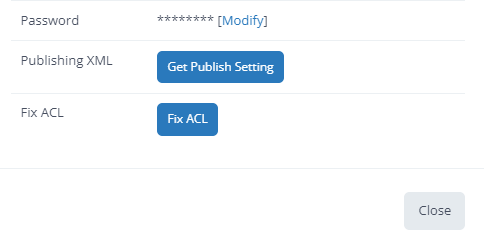 Password ******** [Modify]
Publishing XML Get Publish Setting
Fix ACL Fix ACL
Close